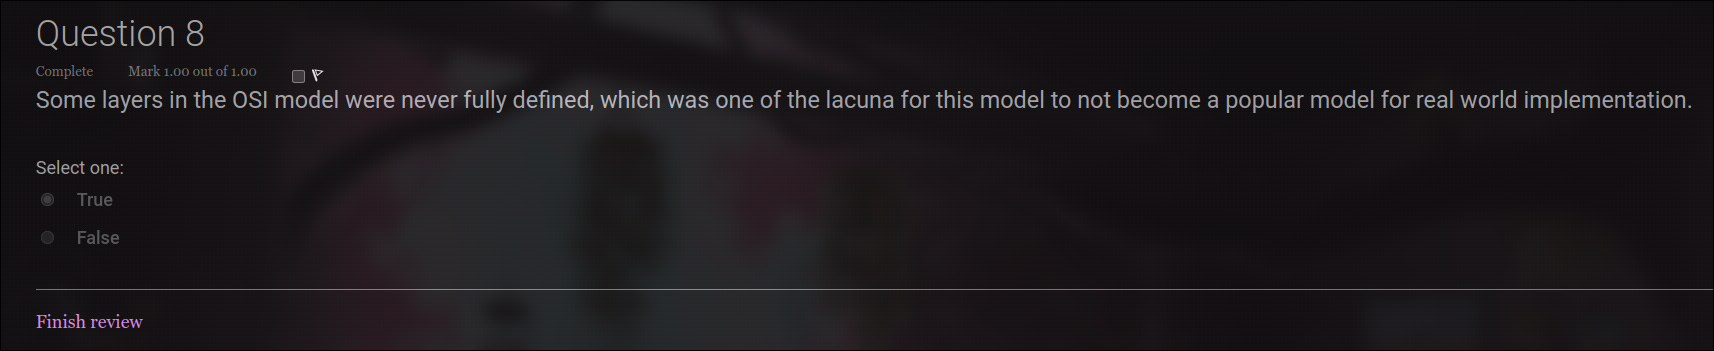 Question 8
Complete Mark 1.00 out of 1.00
Some layers in the OSI model were never fully defined, which was one of the lacuna for this model to not become a popular model for real world implementation.
Select one:
True
False
Finish review